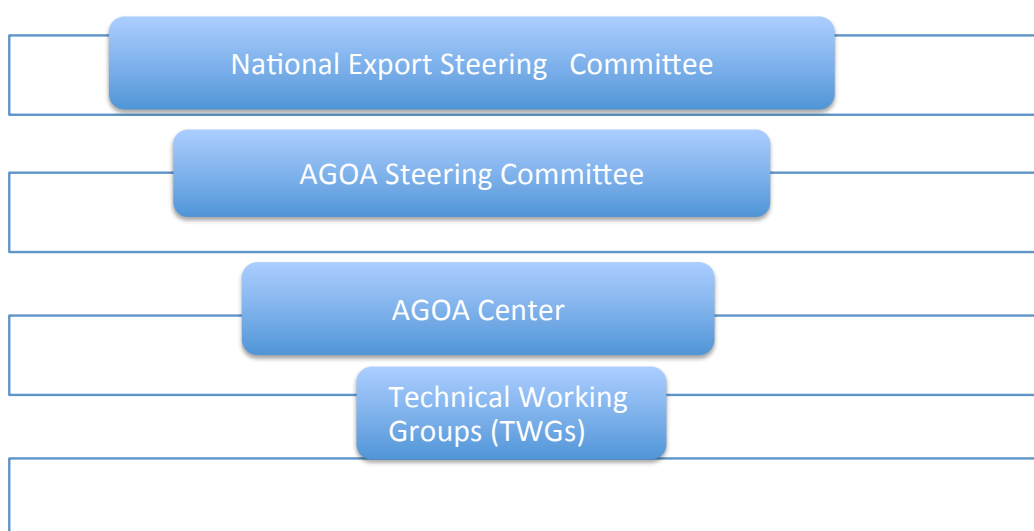 National Export Steering   Committee
AGOA Steering Committee
AGOA Center
Technical Working
Groups (TWGs)